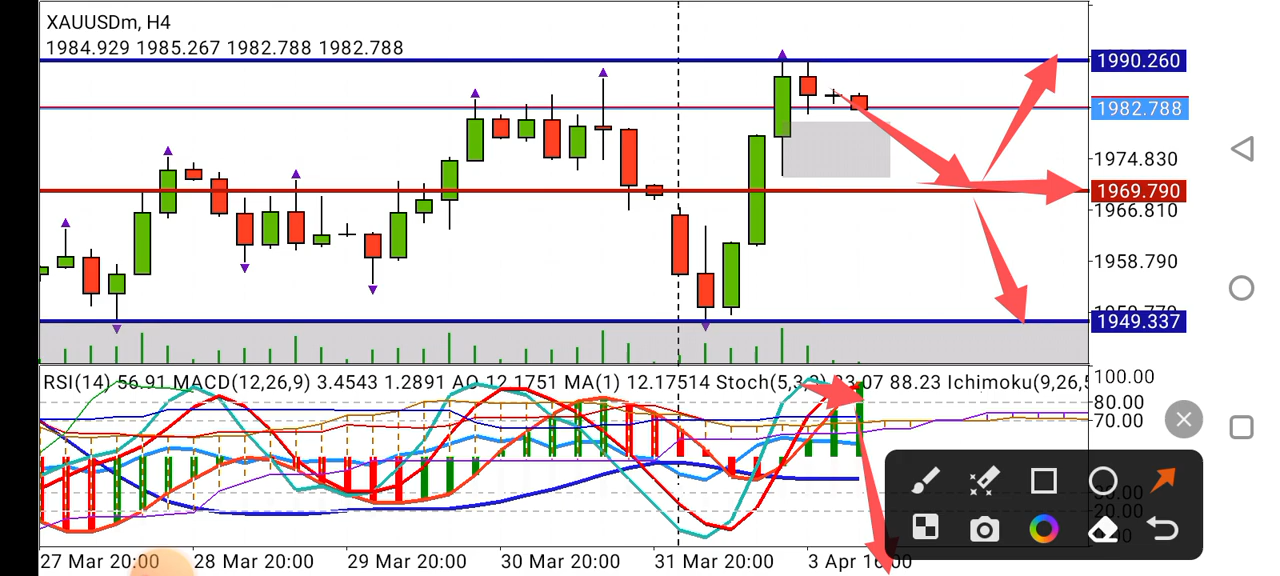 XAUUSDm, H4
1984.929 1985.267 1982.788 1982.788
1990.260
1982.788
1974.830
1969.790
1966.810
1958.790
1949.337
RSI(14) 56.91 MACD(12,26,9) 3.4543 1.2891 AO 12.1751 MA(1) 12.17514 Stoch(5,3,3) 88.23 Ichimoku(9,26,5
100.00
80.00
70.00
20.00
27 Mar 20:00 28 Mar 20:00 29 Mar 20:00 30 Mar 20:00 31 Mar 20:00 3 Apr 16:00